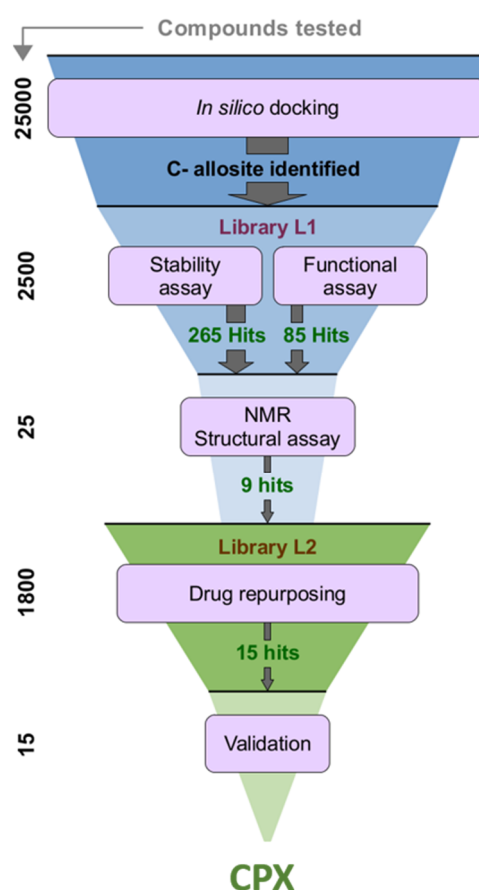 Compounds tested
25000
In silico docking
C- allosite identified
Library L1
2500
Stability
assay
Functional
assay
265 Hits
85 Hits
25
NMR
Structural assay
9 hits
Library L2
1800
Drug repurposing
15 hits
15
Validation
CPX